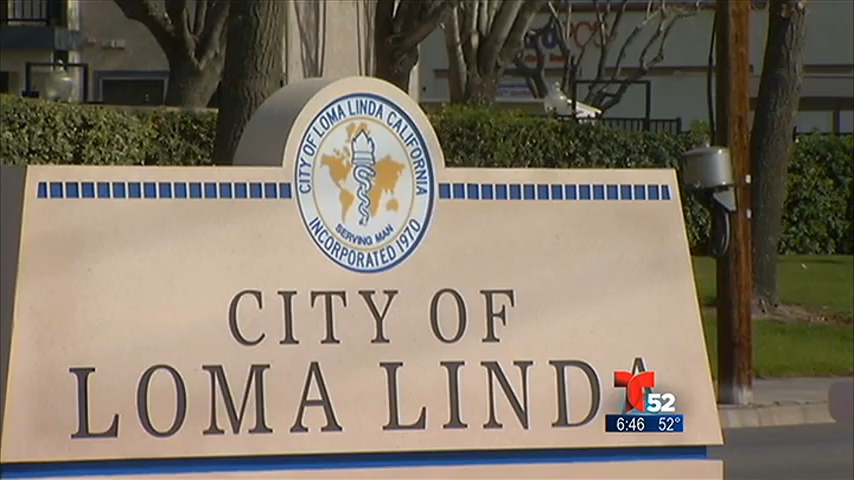 CITY OF LOMA LINDA, CALIFORNIA
SERVING MAN
INCORPORATED 1970
CITY OF
LOMA LINDA
52
6:46 52°